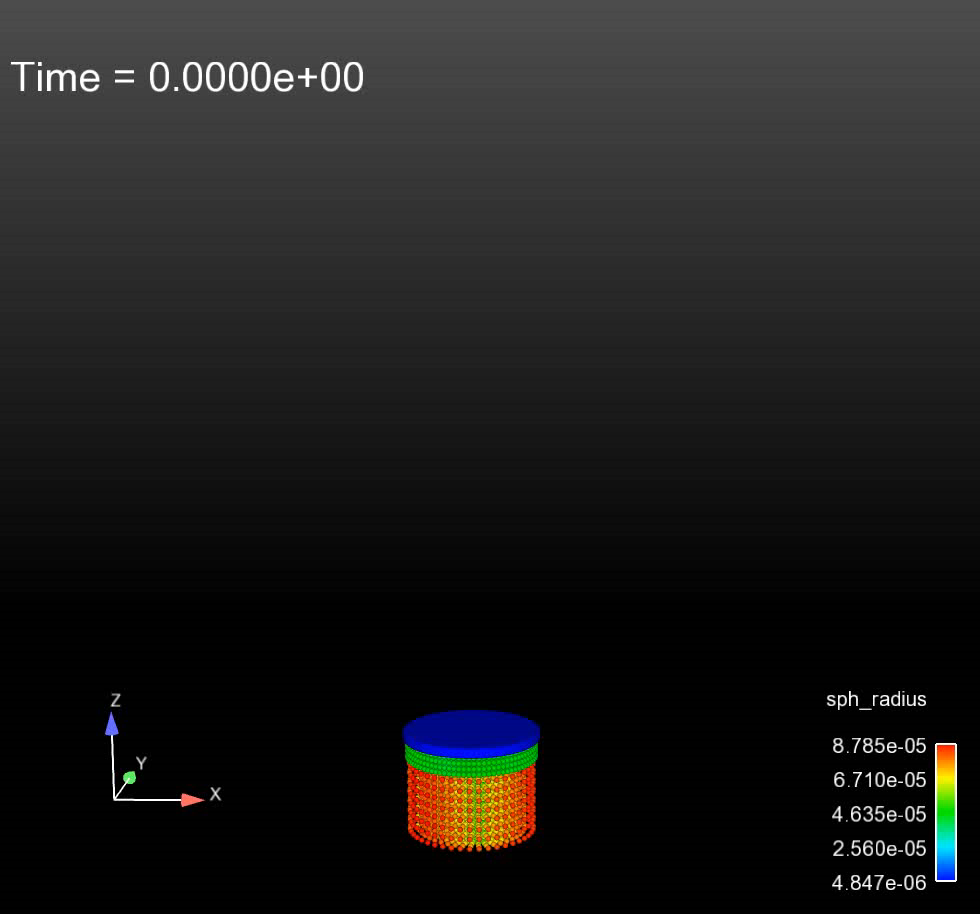 Time = 0.0000e+00
Z
Y
X
sph_radius
8.785e-05
6.710e-05
4.635e-05
2.560e-05
4.847e-06